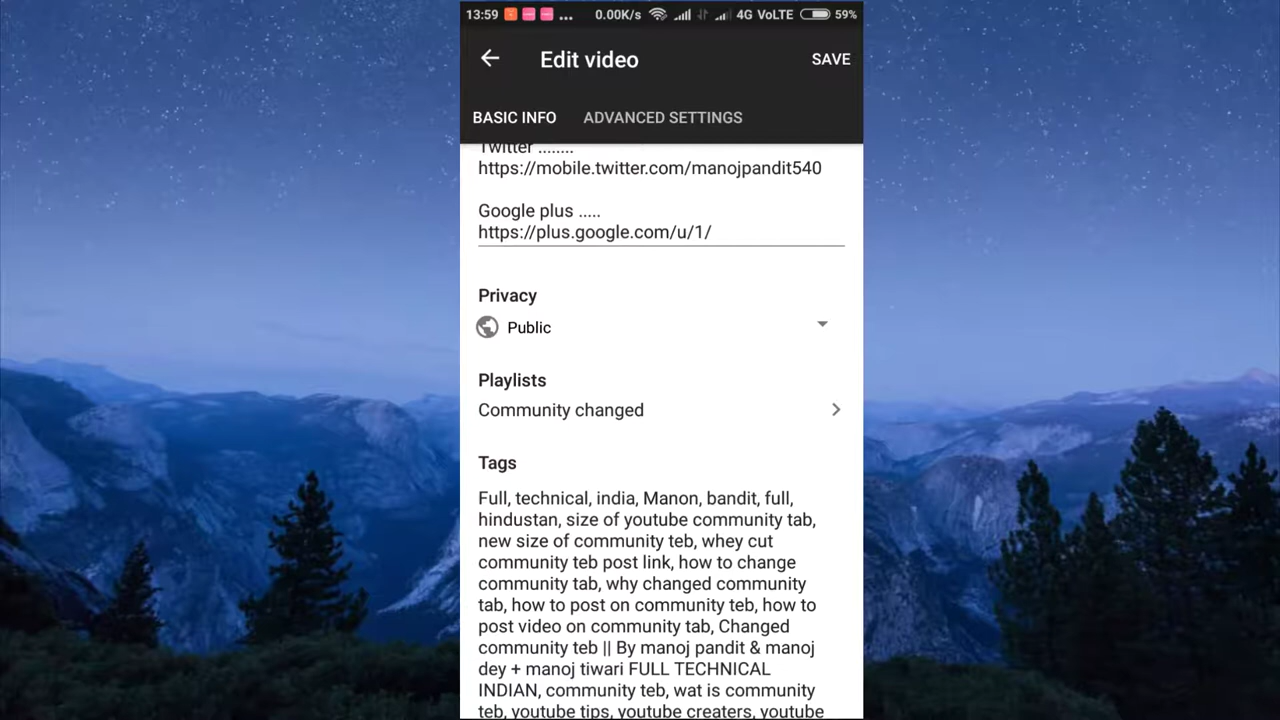 13:59 ... 0.00K/s 4G VoLTE 59%
Edit video SAVE
BASIC INFO ADVANCED SETTINGS
Twitter ........
https://mobile.twitter.com/manojpandit540
Google plus .....
https://plus.google.com/u/1/
Privacy
Public
Playlists
Community changed
Tags
Full, technical, india, Manon, bandit, full,
hindustan, size of youtube community tab,
new size of community teb, whey cut
community teb post link, how to change
community tab, why changed community
tab, how to post on community teb, how to
post video on community tab, Changed
community teb || By manoj pandit & manoj
dey + manoj tiwari FULL TECHNICAL
INDIAN, community teb, wat is community
teb, youtube tips, youtube creaters, youtube